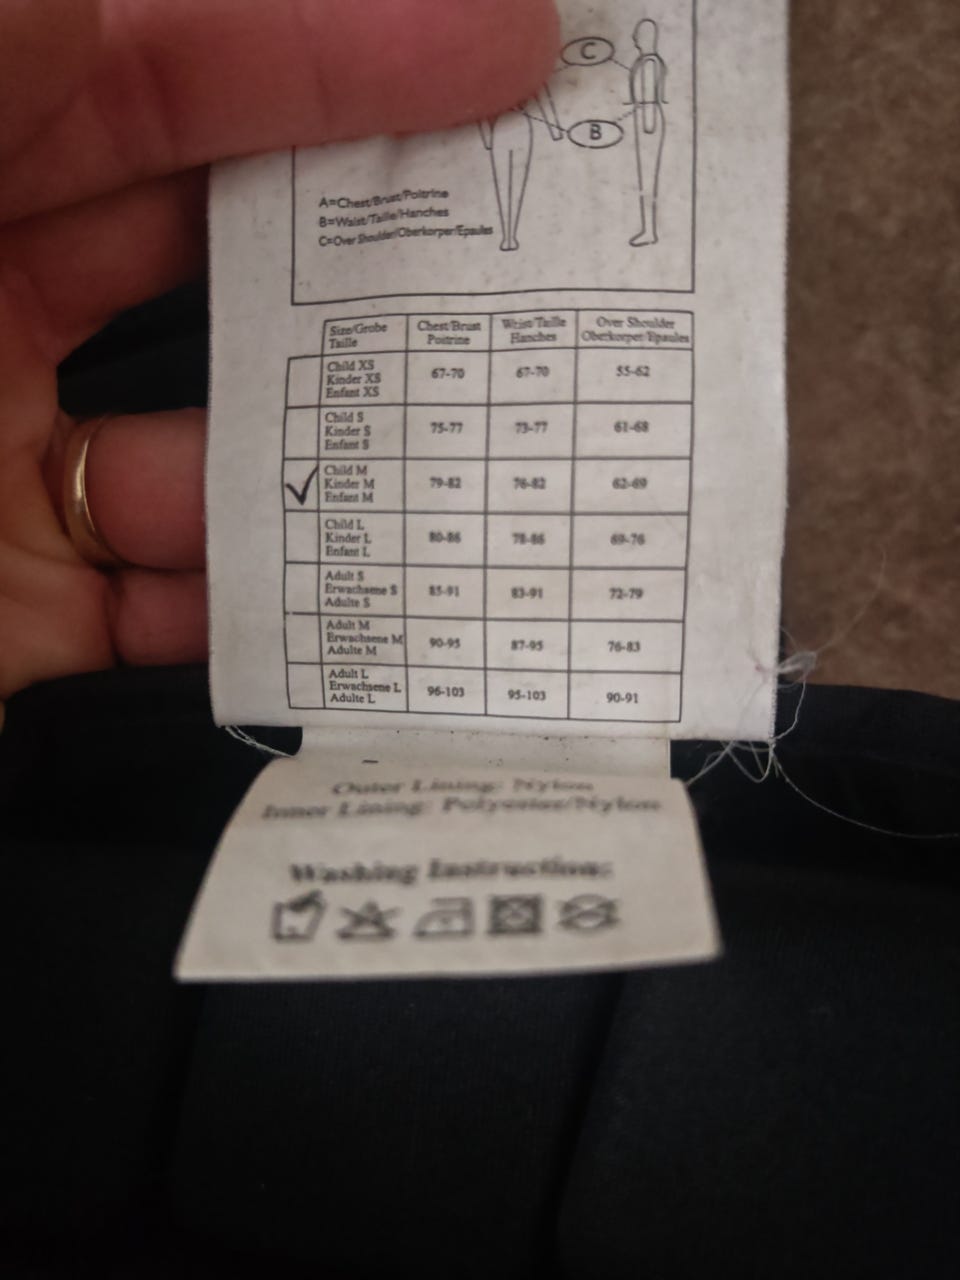 C
B
A=Chest/Brust/Poitrine
B=Waist/Taille/Hanches
C=Over Shoulder/Oberkorper/Epaules
Size/Grobe Taille Chest/Brust Poitrine Waist/Taille Hanches Over Shoulder Oberkorper/Epaules
Child XS
Kinder XS 67-70 67-70 55-62
Enfant XS
Child S
Kinder S 75-77 73-77 61-68
Enfant S
Child M
Kinder M 79-82 76-82 62-69
Enfant M
Child L
Kinder L 80-86 78-86 69-76
Enfant L
Adult S
Erwachsene S 85-91 83-91 72-79
Adulte S
Adult M
Erwachsene M 90-95 87-95 76-83
Adulte M
Adult L
Erwachsene L 96-103 95-103 90-91
Adulte L
Outer Lining: Nylon
Inner Lining: Polyester/Nylon
Washing Instructions: